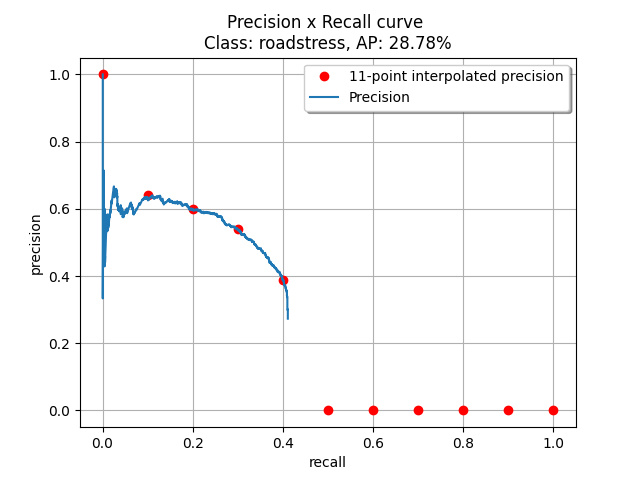 Precision x Recall curve
Class: roadstress, AP: 28.78%
11-point interpolated precision
Precision
1.0
0.8
0.6
0.4
0.2
0.0
precision
0.0 0.2 0.4 0.6 0.8 1.0
recall